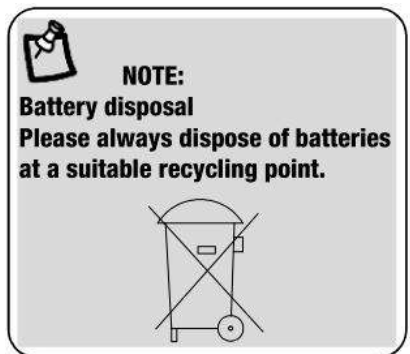 NOTE:
Battery disposal
Please always dispose of batteries
at a suitable recycling point.